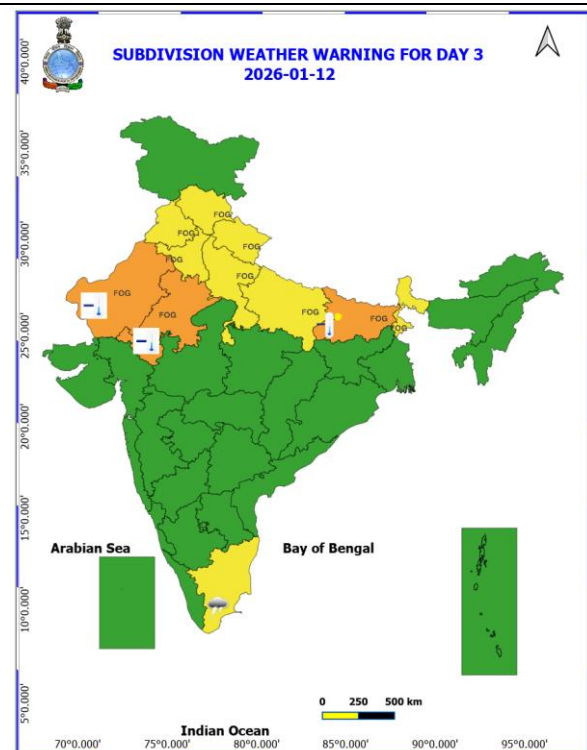 SUBDIVISION WEATHER WARNING FOR DAY 3
2026-01-12
40°0.000'
35°0.000'
30°0.000'
25°0.000'
20°0.000'
15°0.000'
10°0.000'
5°0.000'
FOG
FOG
FOG
FOG
FOG
FOG
FOG
FOG
FOG
FOG
Arabian Sea
Bay of Bengal
0 250 500 km
Indian Ocean
70°0.000' 75°0.000' 80°0.000' 85°0.000' 90°0.000' 95°0.000'